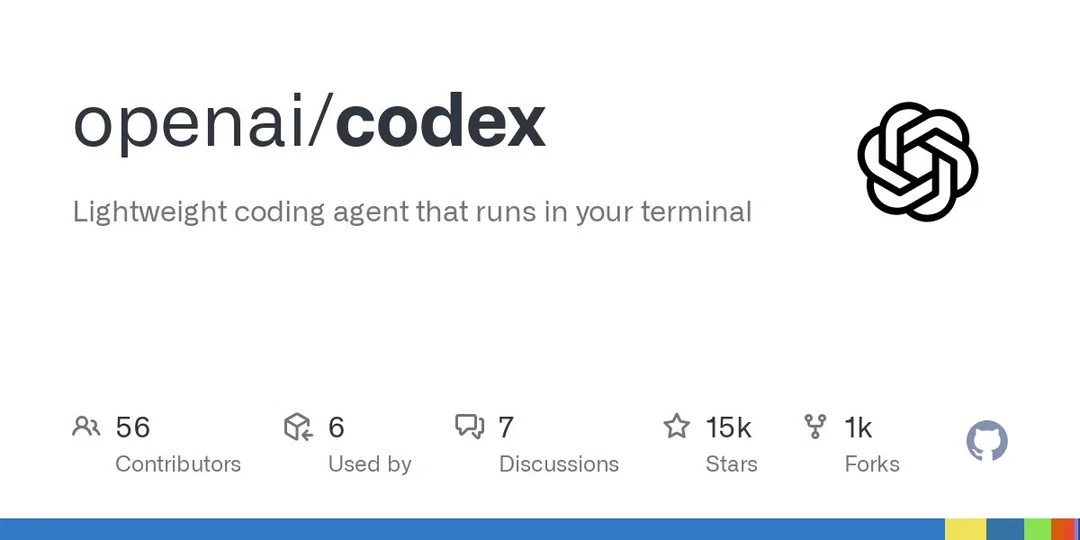 openai/codex
Lightweight coding agent that runs in your terminal
56 6 7 15k 1k
Contributors Used by Discussions Stars Forks